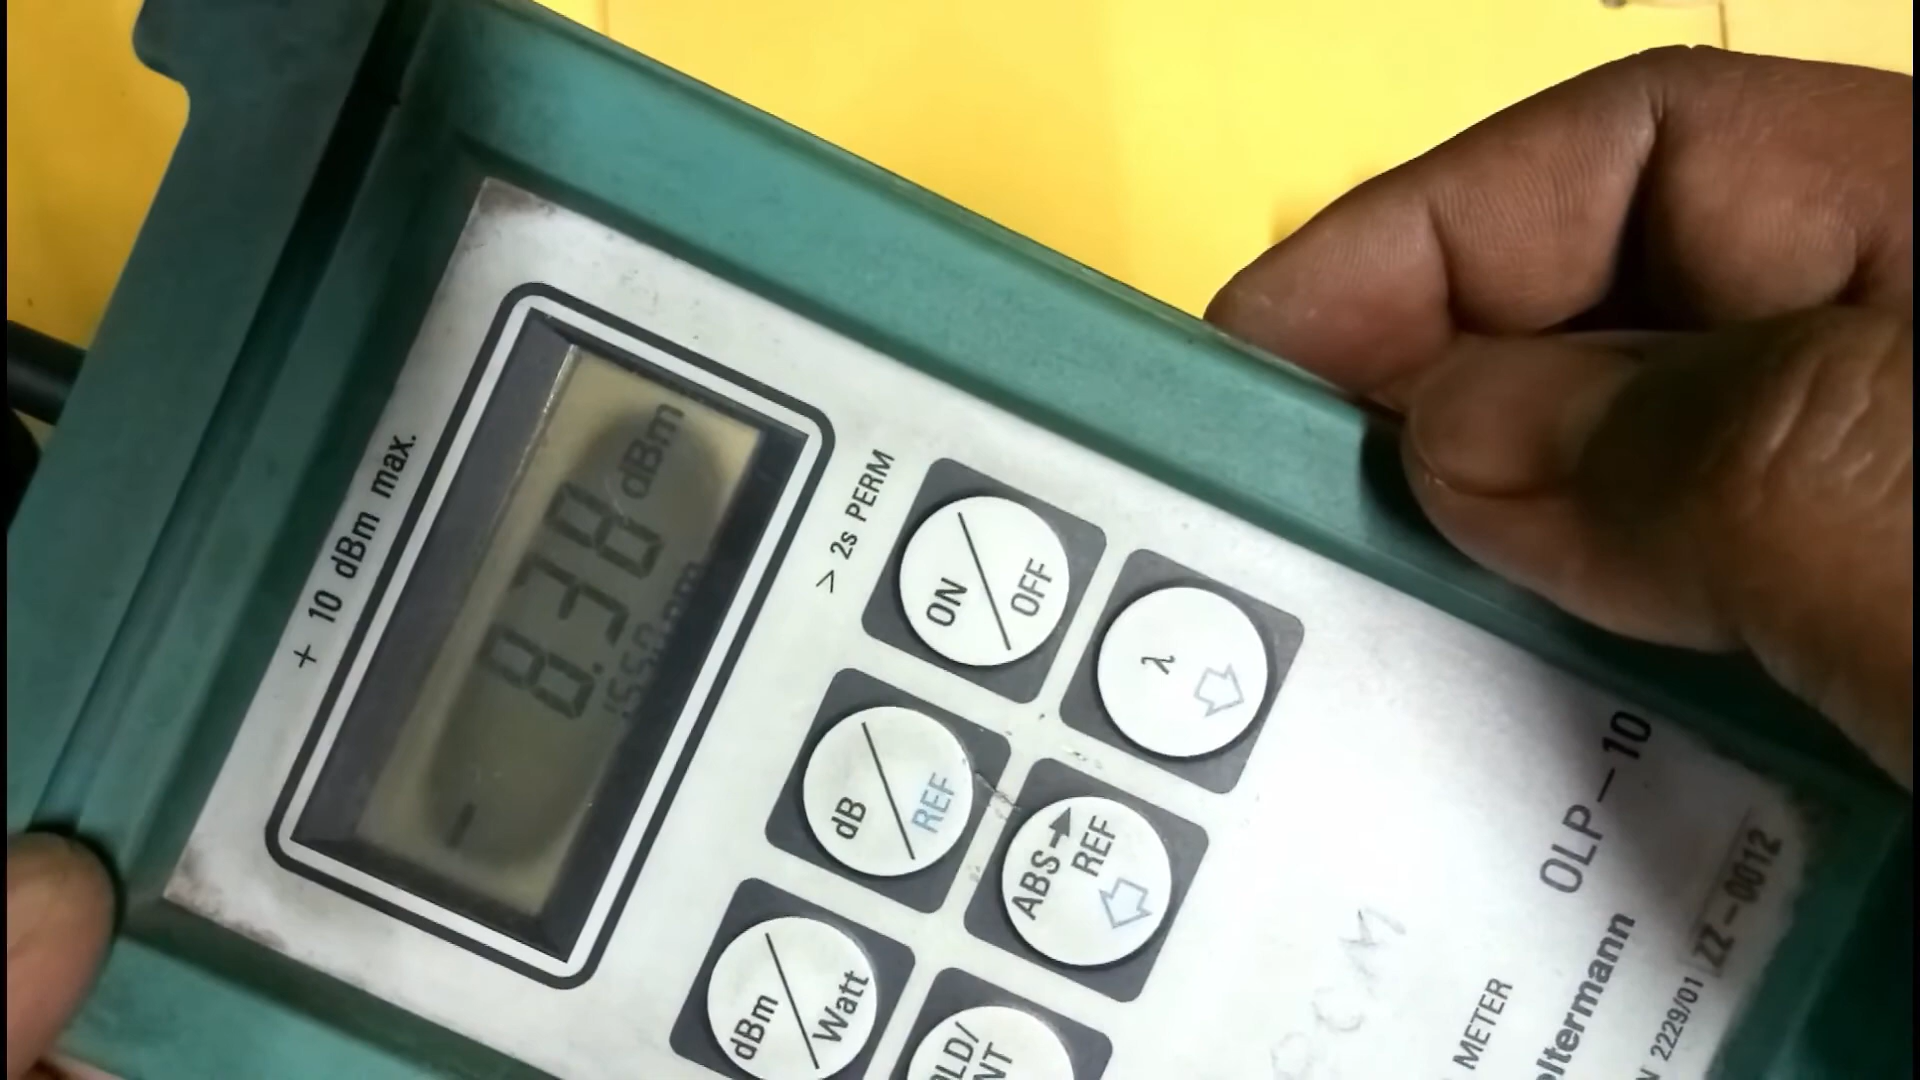 + 10 dBm max.
- 8.38 dBm
1550 nm
> 2s PERM
ON / OFF
λ
dB / REF
ABS→ REF
dBm / Watt
OLP-10
METER
ltermann
2229/01 ZZ-0012